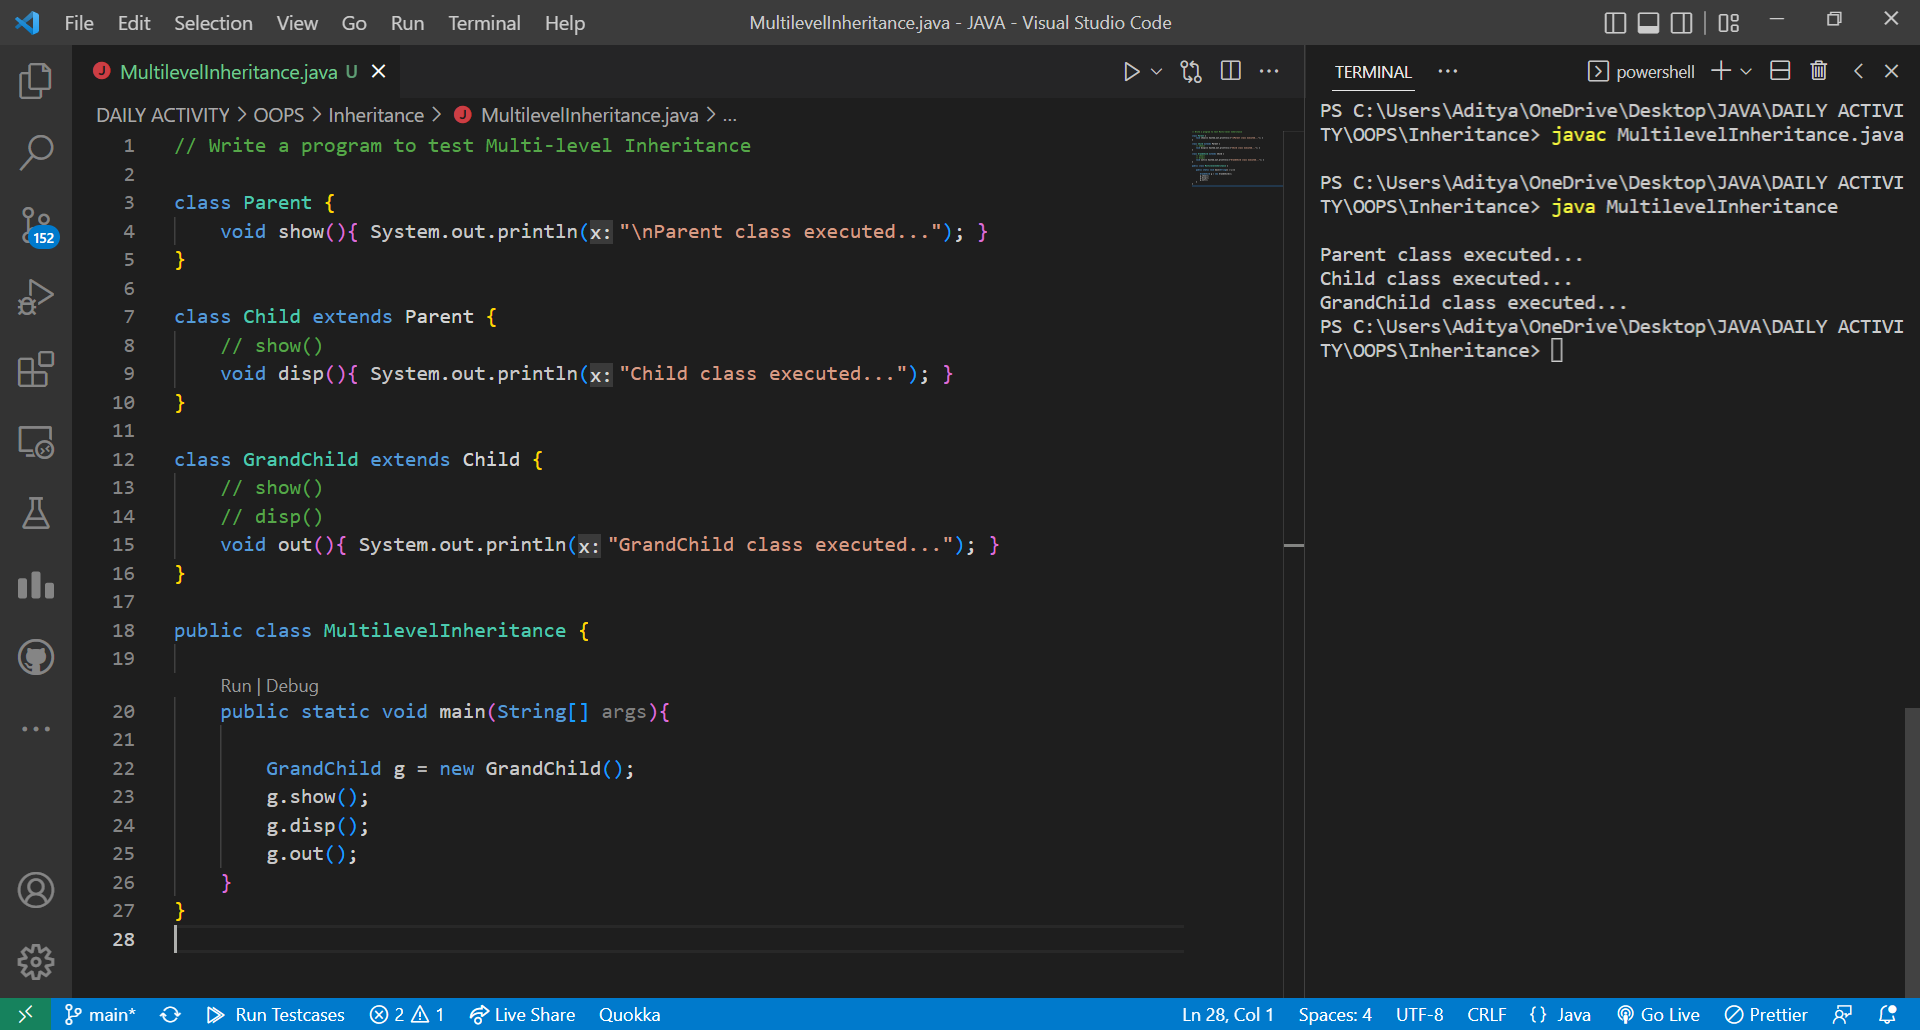 File Edit Selection View Go Run Terminal Help
MultilevelInheritance.java - JAVA - Visual Studio Code
MultilevelInheritance.java U
DAILY ACTIVITY > OOPS > Inheritance > MultilevelInheritance.java > ...
1 // Write a program to test Multi-level Inheritance
2
3 class Parent {
4     void show(){ System.out.println(x: "\nParent class executed..."); }
5 }
6
7 class Child extends Parent {
8     // show()
9     void disp(){ System.out.println(x: "Child class executed..."); }
10 }
11
12 class GrandChild extends Child {
13     // show()
14     // disp()
15     void out(){ System.out.println(x: "GrandChild class executed..."); }
16 }
17
18 public class MultilevelInheritance {
19
Run | Debug
20     public static void main(String[] args){
21
22         GrandChild g = new GrandChild();
23         g.show();
24         g.disp();
25         g.out();
26     }
27 }
28
TERMINAL ... powershell
PS C:\Users\Aditya\OneDrive\Desktop\JAVA\DAILY ACTIVI
TY\OOPS\Inheritance> javac MultilevelInheritance.java
PS C:\Users\Aditya\OneDrive\Desktop\JAVA\DAILY ACTIVI
TY\OOPS\Inheritance> java MultilevelInheritance
Parent class executed...
Child class executed...
GrandChild class executed...
PS C:\Users\Aditya\OneDrive\Desktop\JAVA\DAILY ACTIVI
TY\OOPS\Inheritance>
152
main* Run Testcases 2 1 Live Share Quokka Ln 28, Col 1 Spaces: 4 UTF-8 CRLF {} Java Go Live Prettier